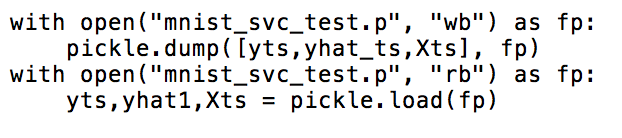 with open("mnist_svc_test.p", "wb") as fp:
    pickle.dump([yts,yhat_ts,Xts], fp)
with open("mnist_svc_test.p", "rb") as fp:
    yts,yhat1,Xts = pickle.load(fp)